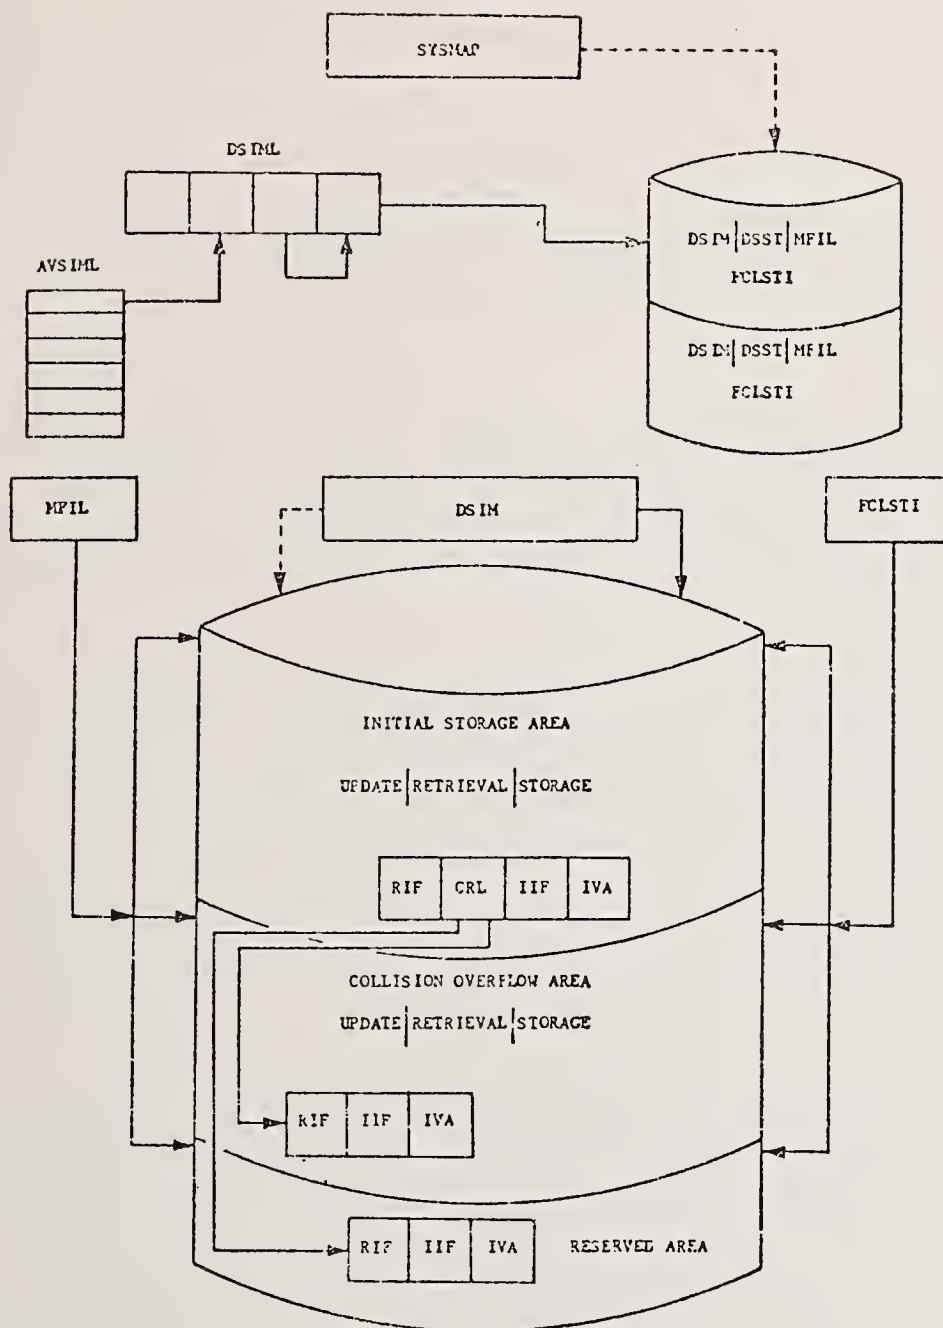 SYSMAP
DSIML
AVSIML
DSIM|DSST|MFIL
FCLSTI
DSIM|DSST|MFIL
FCLSTI
MFIL
DSIM
FCLSTI
INITIAL STORAGE AREA
UPDATE|RETRIEVAL|STORAGE
RIF CRL IIF IVA
COLLISION OVERFLOW AREA
UPDATE|RETRIEVAL|STORAGE
RIF IIF IVA
RIF IIF IVA RESERVED AREA